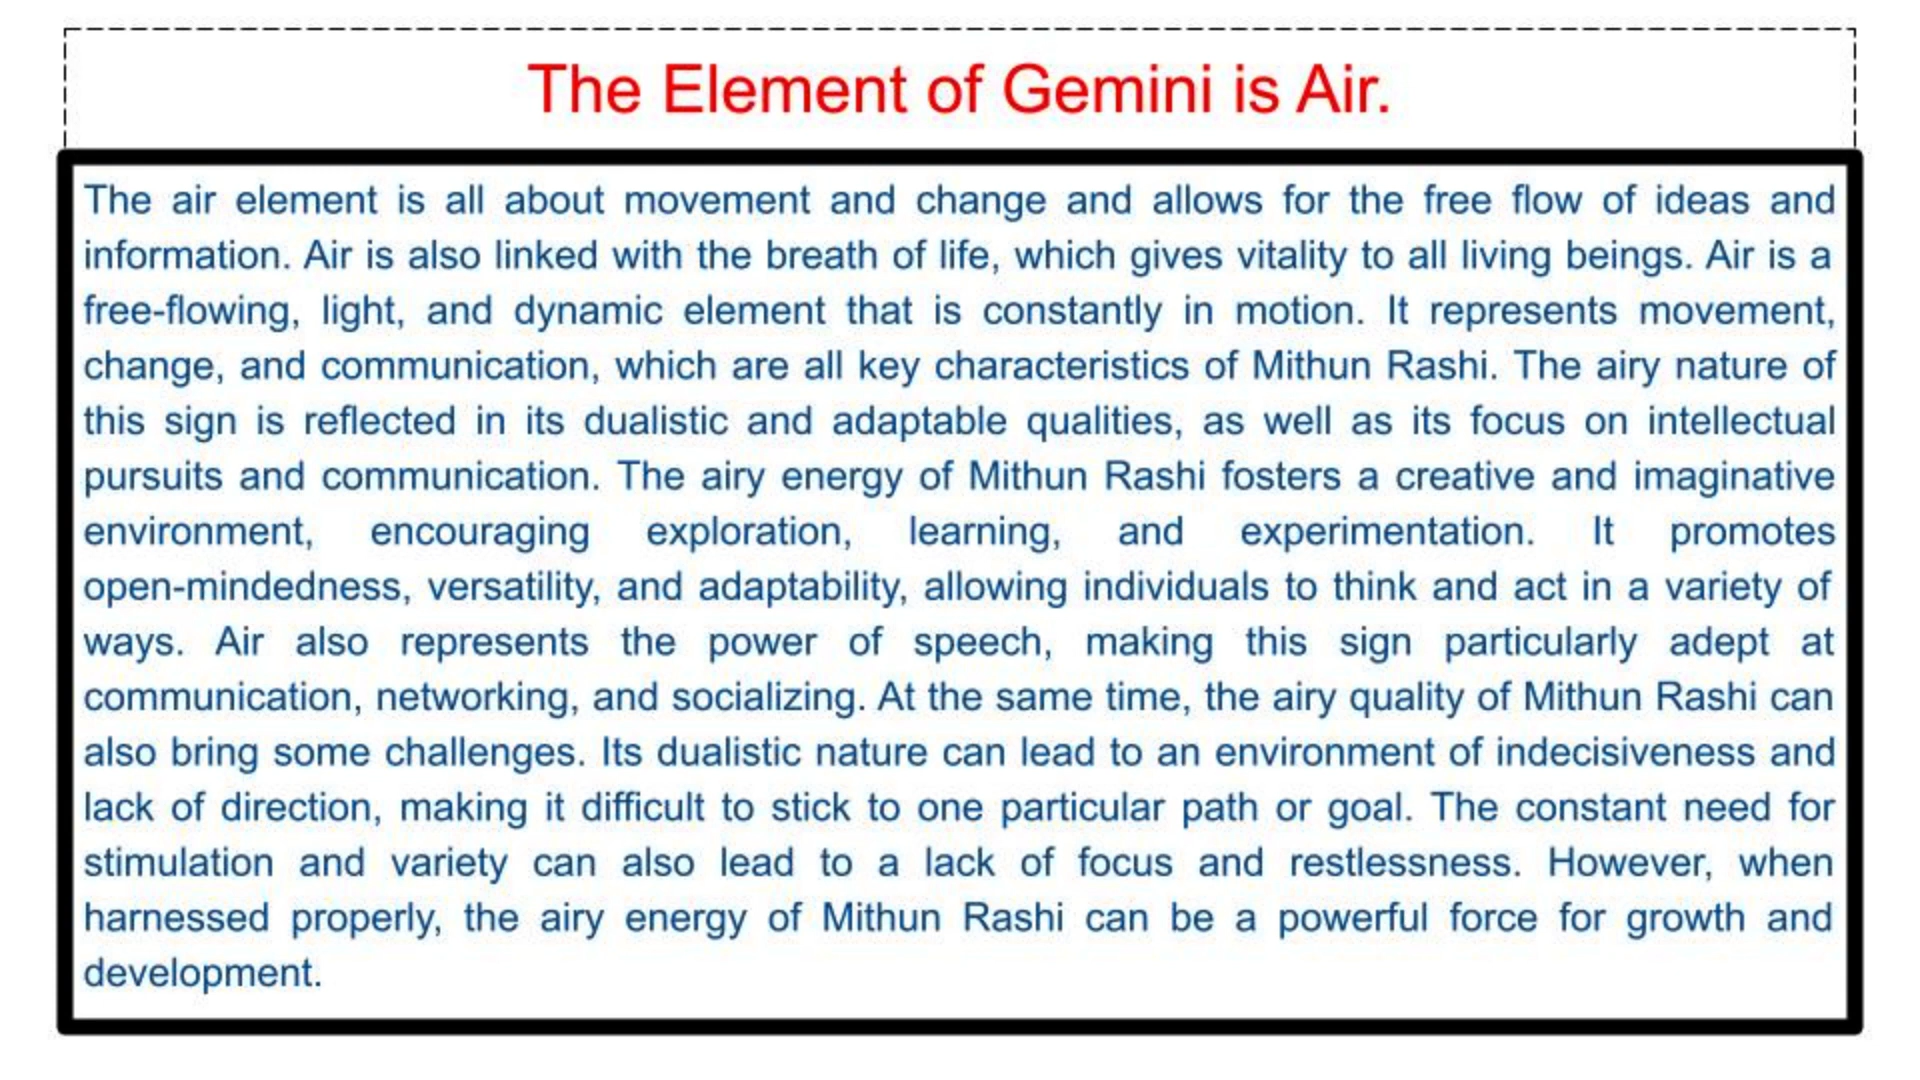 The Element of Gemini is Air.
The air element is all about movement and change and allows for the free flow of ideas and
information. Air is also linked with the breath of life, which gives vitality to all living beings. Air is a
free-flowing, light, and dynamic element that is constantly in motion. It represents movement,
change, and communication, which are all key characteristics of Mithun Rashi. The airy nature of
this sign is reflected in its dualistic and adaptable qualities, as well as its focus on intellectual
pursuits and communication. The airy energy of Mithun Rashi fosters a creative and imaginative
environment, encouraging exploration, learning, and experimentation. It promotes
open-mindedness, versatility, and adaptability, allowing individuals to think and act in a variety of
ways. Air also represents the power of speech, making this sign particularly adept at
communication, networking, and socializing. At the same time, the airy quality of Mithun Rashi can
also bring some challenges. Its dualistic nature can lead to an environment of indecisiveness and
lack of direction, making it difficult to stick to one particular path or goal. The constant need for
stimulation and variety can also lead to a lack of focus and restlessness. However, when
harnessed properly, the airy energy of Mithun Rashi can be a powerful force for growth and
development.